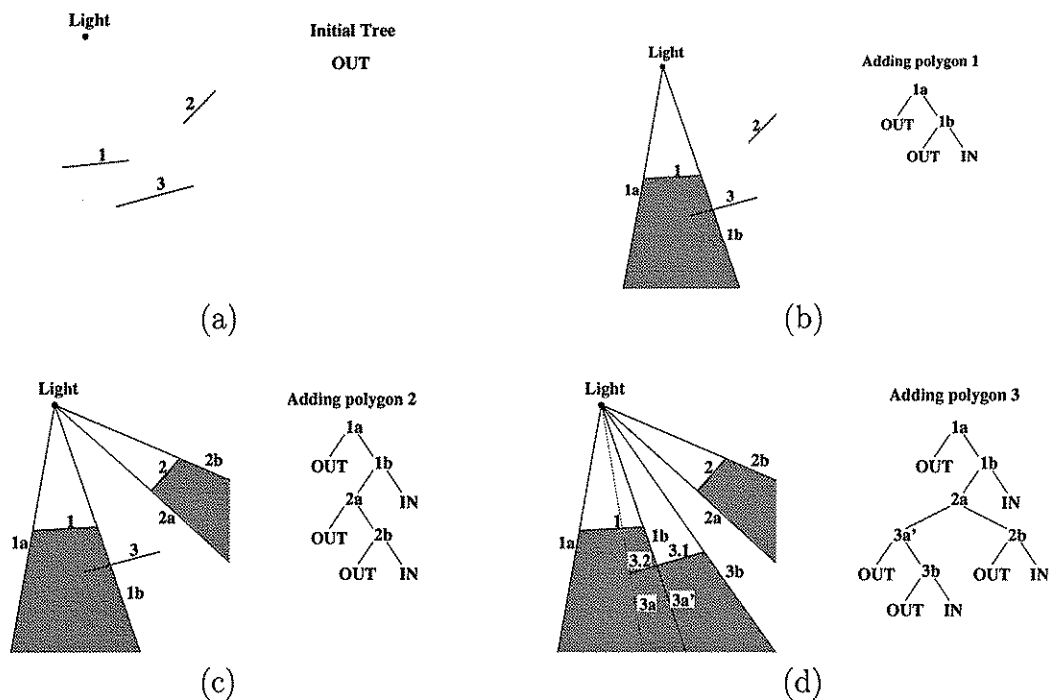 Light
Initial Tree
OUT
2
1
3
(a)
Light
Adding polygon 1
1a
OUT 1b
OUT IN
2
1
1a
3
1b
(b)
Light
Adding polygon 2
1a
OUT 1b
2a IN
OUT 2b
OUT IN
2
2b
2a
1
1a
3
1b
(c)
Light
Adding polygon 3
1a
OUT 1b
2a IN
3a' 2b
OUT 3b OUT IN
OUT IN
2
2b
2a
1
1a
1b
3.1
3.2
3b
3a
3a'
(d)